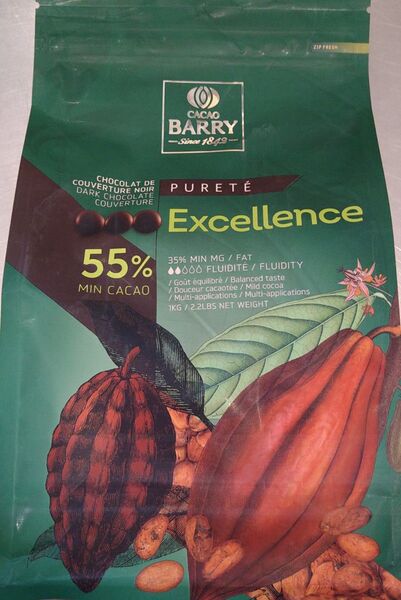 ZIP FRESH
CACAO
BARRY
Since 1842
CHOCOLAT DE
COUVERTURE NOIR
DARK CHOCOLATE
COUVERTURE
PURETÉ
Excellence
55%
MIN CACAO
35% MIN MG / FAT
FLUIDITÉ / FLUIDITY
/ Goût équilibré / Balanced taste
/ Douceur cacaotée / Mild cocoa
/ Multi-applications / Multi-applications
1KG / 2.2LBS NET WEIGHT